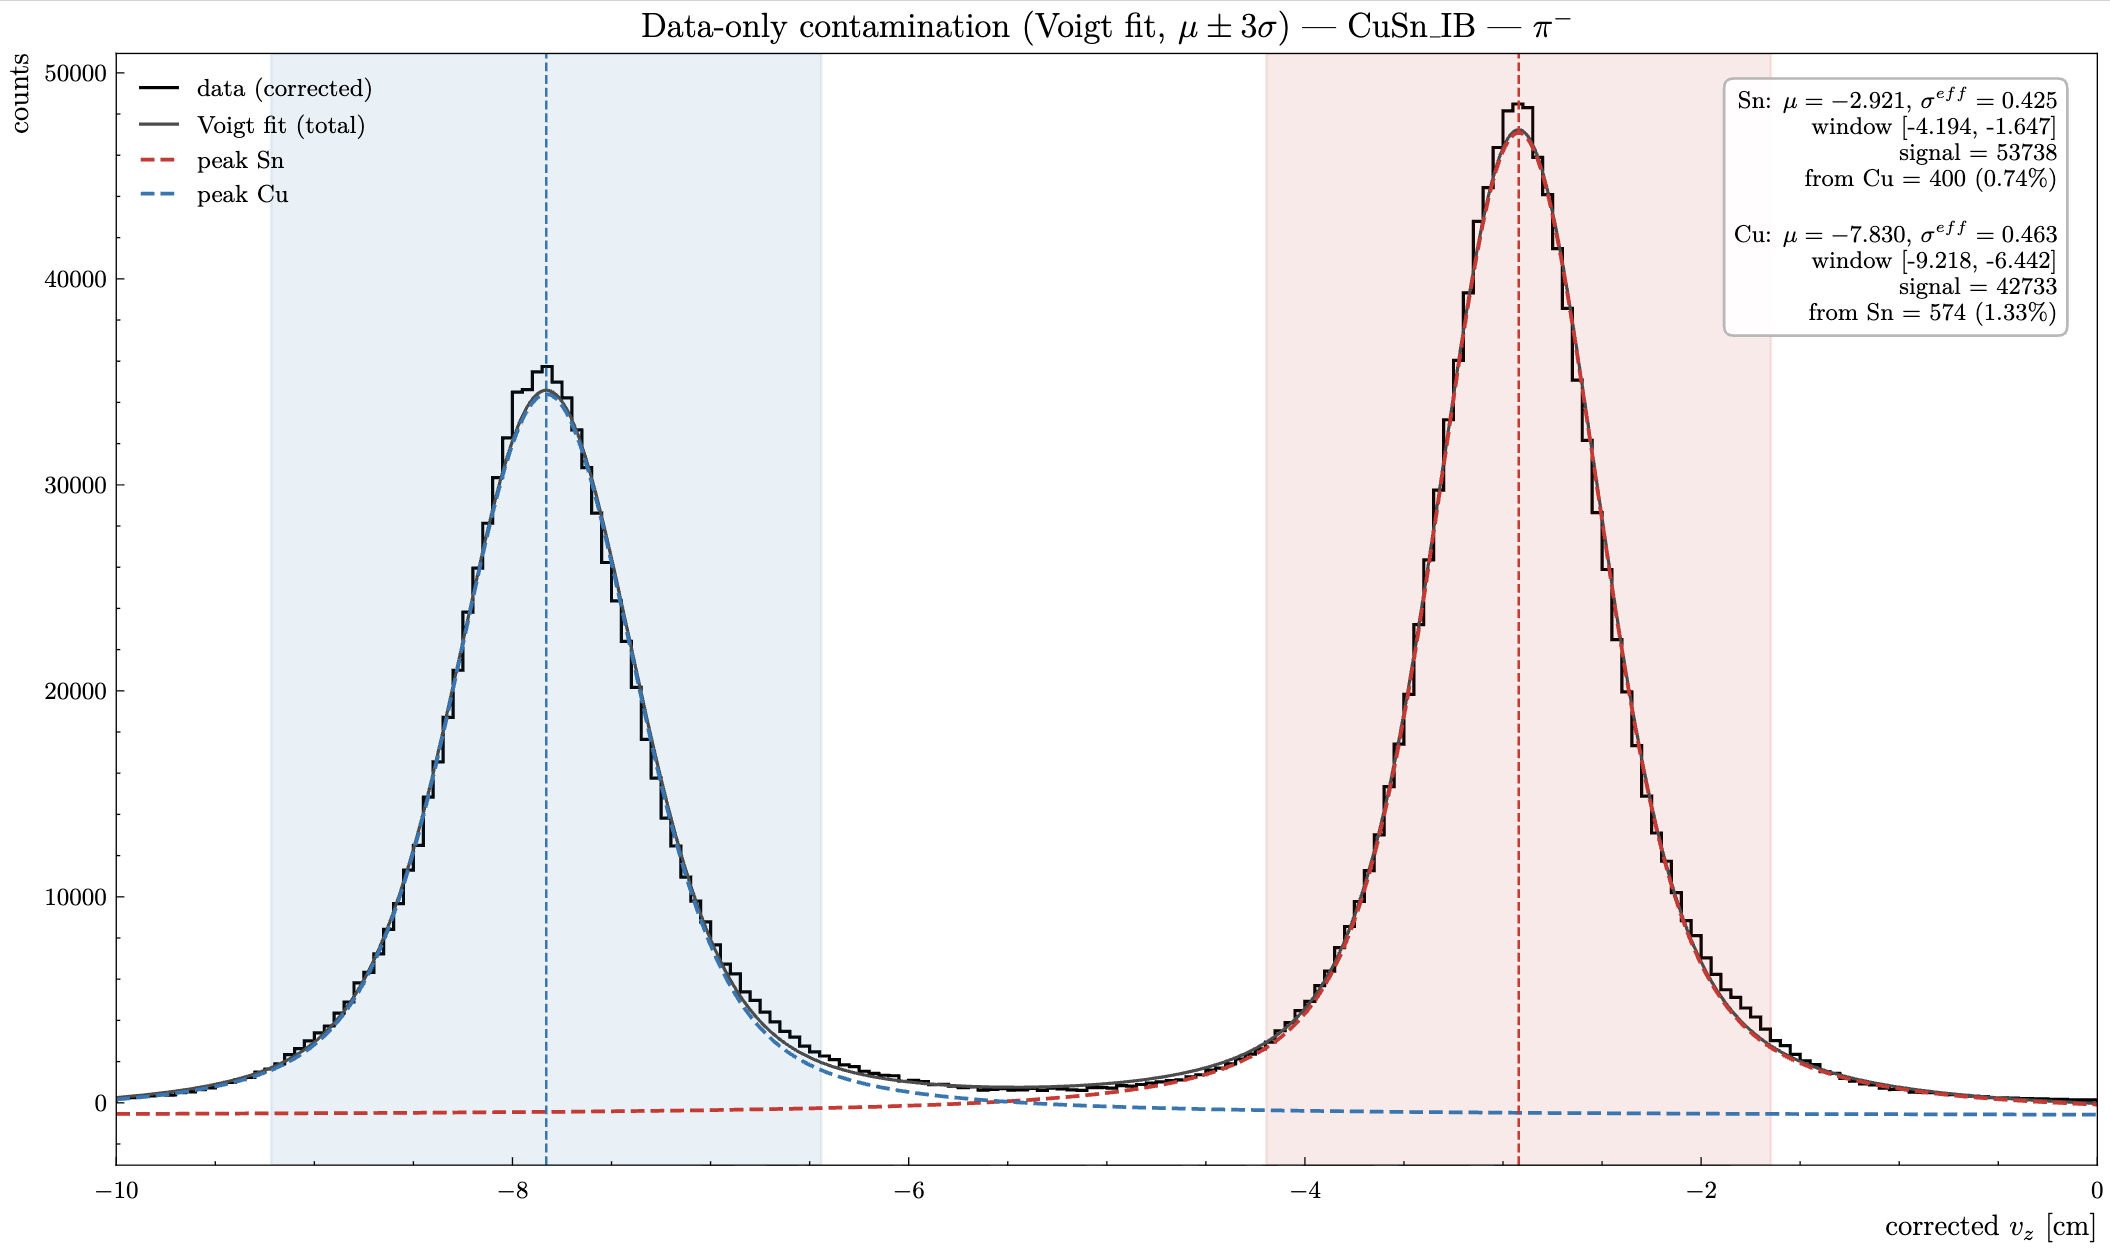 Data-only contamination (Voigt fit, μ ± 3σ) — CuSn_IB — π⁻
counts
50000
40000
30000
20000
10000
0
data (corrected)
Voigt fit (total)
peak Sn
peak Cu
Sn: μ = −2.921, σ^eff = 0.425
window [-4.194, -1.647]
signal = 53738
from Cu = 400 (0.74%)
Cu: μ = −7.830, σ^eff = 0.463
window [-9.218, -6.442]
signal = 42733
from Sn = 574 (1.33%)
−10
−8
−6
−4
−2
0
corrected v_z [cm]